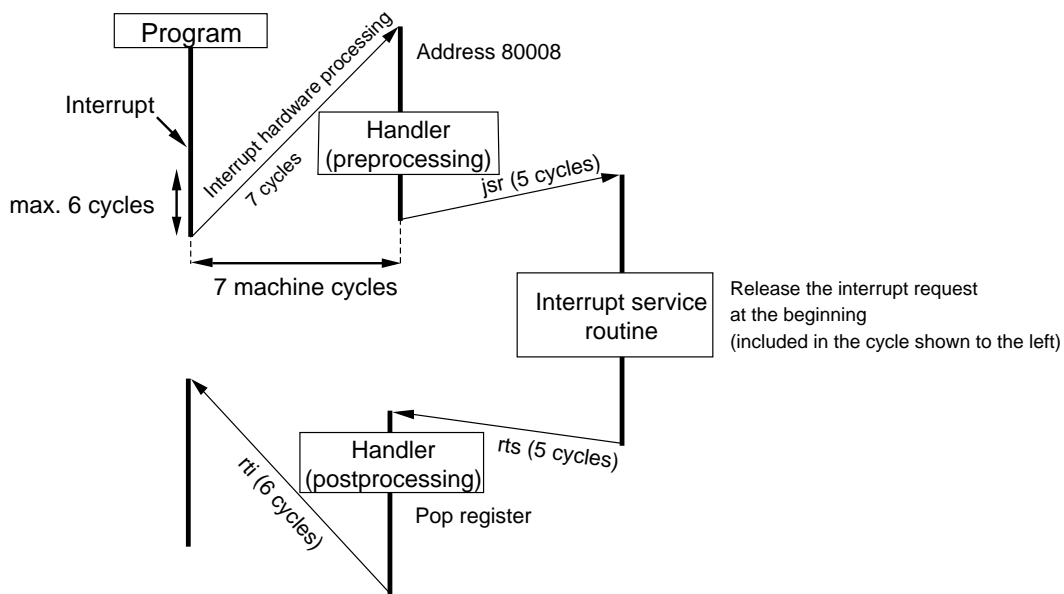 Program
Address 80008
Interrupt hardware processing
7 cycles
Interrupt
Handler
(preprocessing)
max. 6 cycles
jsr (5 cycles)
7 machine cycles
Interrupt service
routine
Release the interrupt request
at the beginning
(included in the cycle shown to the left)
rts (5 cycles)
Handler
(postprocessing)
rti (6 cycles)
Pop register